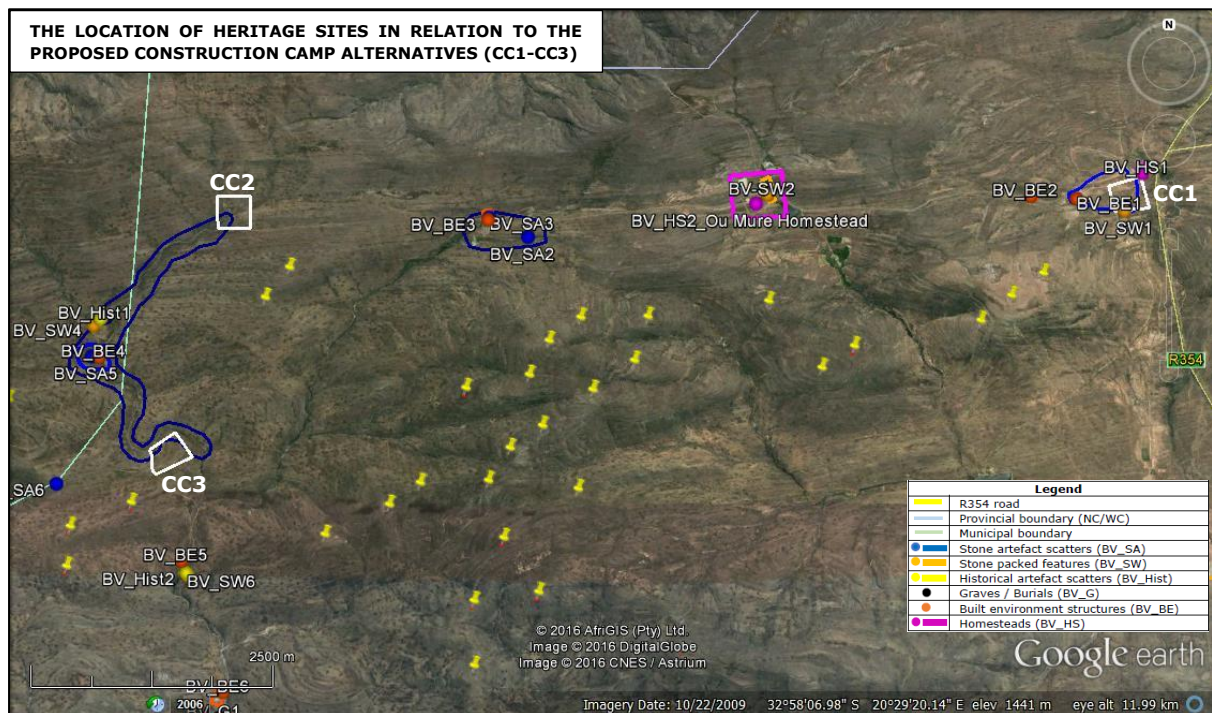 THE LOCATION OF HERITAGE SITES IN RELATION TO THE
PROPOSED CONSTRUCTION CAMP ALTERNATIVES (CC1-CC3)
N
CC2
BV_HS1
CC1
BV-SW2
BV_BE2
BV_BE1
BV_BE3
BV_SA3
BV_HS2_Ou Mure Homestead
BV_SW1
BV_SA2
BV_Hist1
BV_SW4
BV_BE4
BV_SA5
R354
CC3
_SA6
BV_BE5
BV_Hist2
BV_SW6
Legend
R354 road
Provincial boundary (NC/WC)
Municipal boundary
Stone artefact scatters (BV_SA)
Stone packed features (BV_SW)
Historical artefact scatters (BV_Hist)
Graves / Burials (BV_G)
Built environment structures (BV_BE)
Homesteads (BV_HS)
© 2016 AfriGIS (Pty) Ltd.
Image © 2016 DigitalGlobe
Image © 2016 CNES / Astrium
Google earth
2500 m
BV_BE6
2006
Imagery Date: 10/22/2009 32°58'06.98" S 20°29'20.14" E elev 1441 m eye alt 11.99 km